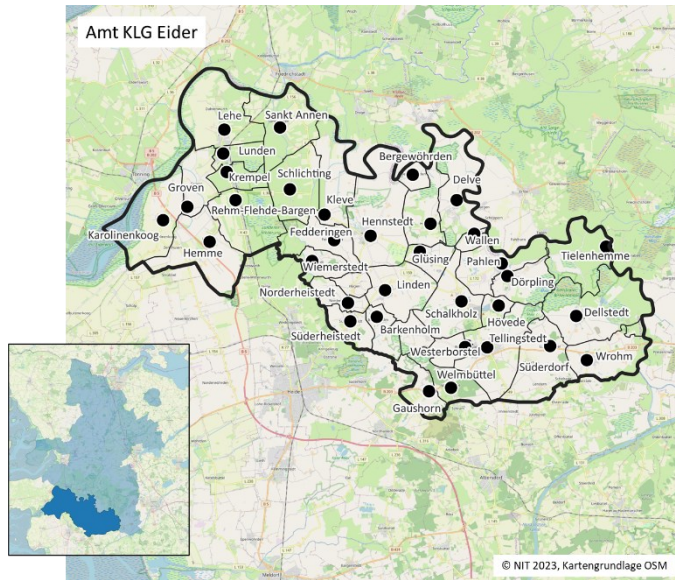 Amt KLG Eider
Lehe
Sankt Annen
Lunden
Krempel
Schlichting
Groven
Rehm-Flehde-Bargen
Kleve
Karolinenkoog
Hemme
Fedderingen
Hennstedt
Bergewöhrden
Delve
Wallen
Glüsing
Pahlen
Tielenhemme
Wiemerstedt
Dörpling
Norderheistedt
Linden
Schalkholz
Hövede
Dellstedt
Süderheistedt
Barkenholm
Westerborstel
Tellingstedt
Süderdorf
Wrohm
Welmbüttel
Gaushorn
© NIT 2023, Kartengrundlage OSM